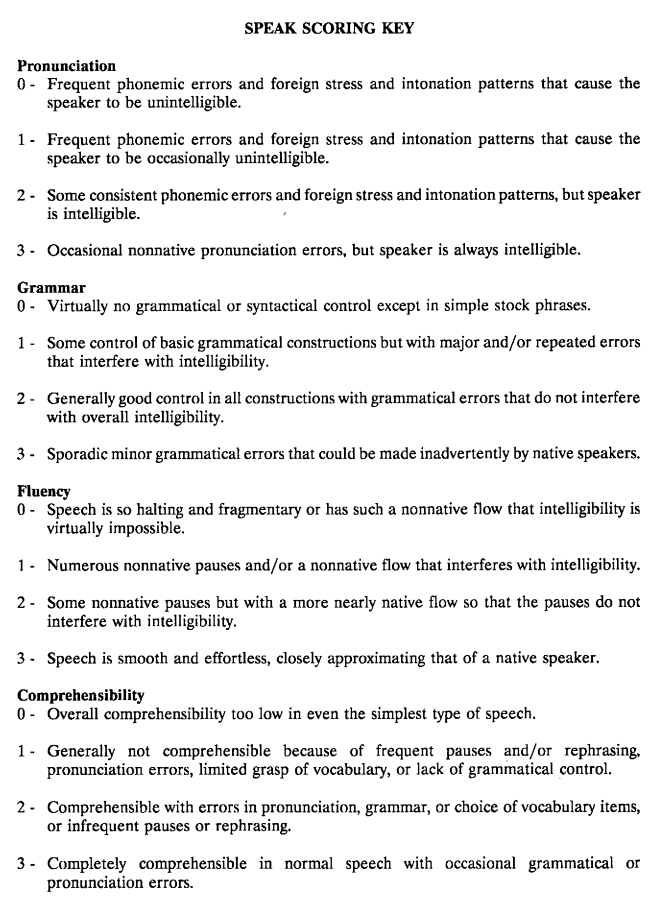 SPEAK SCORING KEY
Pronunciation
0 - Frequent phonemic errors and foreign stress and intonation patterns that cause the
speaker to be unintelligible.
1 - Frequent phonemic errors and foreign stress and intonation patterns that cause the
speaker to be occasionally unintelligible.
2 - Some consistent phonemic errors and foreign stress and intonation patterns, but speaker
is intelligible.
3 - Occasional nonnative pronunciation errors, but speaker is always intelligible.
Grammar
0 - Virtually no grammatical or syntactical control except in simple stock phrases.
1 - Some control of basic grammatical constructions but with major and/or repeated errors
that interfere with intelligibility.
2 - Generally good control in all constructions with grammatical errors that do not interfere
with overall intelligibility.
3 - Sporadic minor grammatical errors that could be made inadvertently by native speakers.
Fluency
0 - Speech is so halting and fragmentary or has such a nonnative flow that intelligibility is
virtually impossible.
1 - Numerous nonnative pauses and/or a nonnative flow that interferes with intelligibility.
2 - Some nonnative pauses but with a more nearly native flow so that the pauses do not
interfere with intelligibility.
3 - Speech is smooth and effortless, closely approximating that of a native speaker.
Comprehensibility
0 - Overall comprehensibility too low in even the simplest type of speech.
1 - Generally not comprehensible because of frequent pauses and/or rephrasing,
pronunciation errors, limited grasp of vocabulary, or lack of grammatical control.
2 - Comprehensible with errors in pronunciation, grammar, or choice of vocabulary items,
or infrequent pauses or rephrasing.
3 - Completely comprehensible in normal speech with occasional grammatical or
pronunciation errors.